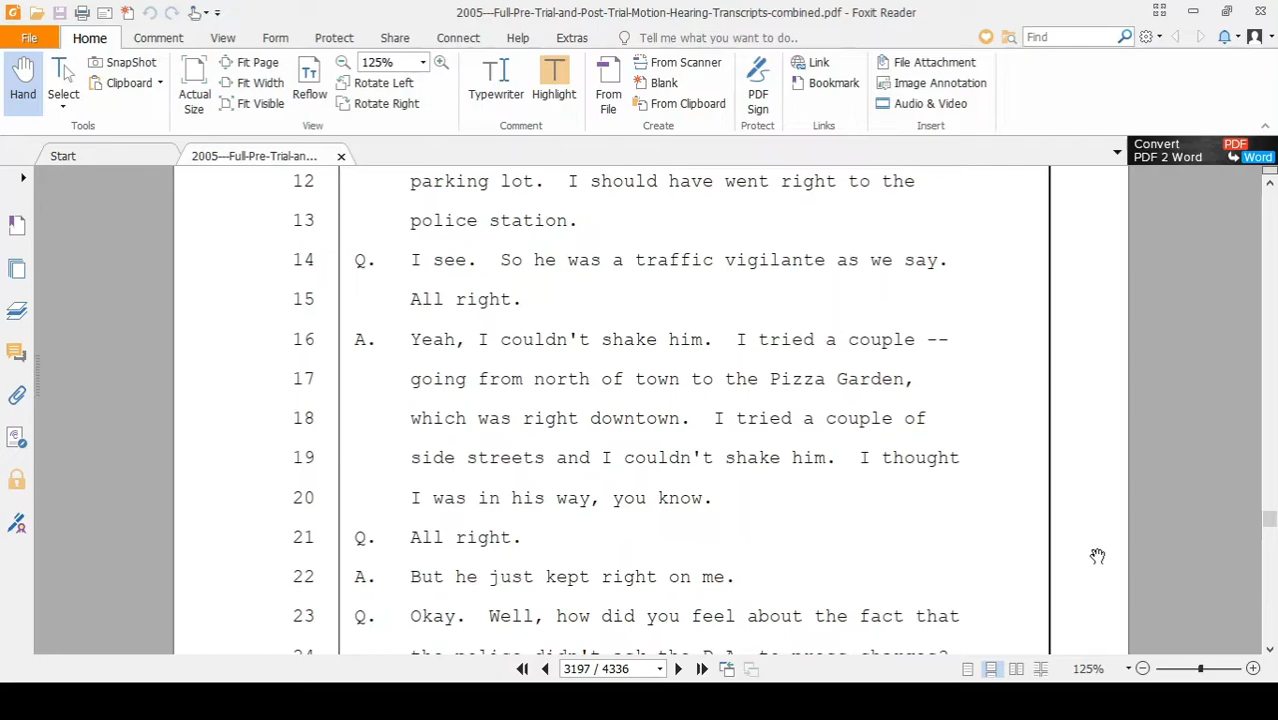 2005---Full-Pre-Trial-and-Post-Trial-Motion-Hearing-Transcripts-combined.pdf - Foxit Reader
File Home Comment View Form Protect Share Connect Help Extras Tell me what you want to do.. Find
Hand
Select
SnapShot
Clipboard
Tools
Actual Size
Fit Page
Fit Width
Fit Visible
Reflow
125%
Rotate Left
Rotate Right
View
Typewriter
Highlight
Comment
From File
From Scanner
Blank
From Clipboard
Create
PDF Sign
Protect
Link
Bookmark
Links
File Attachment
Image Annotation
Audio & Video
Insert
Start
2005---Full-Pre-Trial-an...
Convert PDF
PDF 2 Word Word
12 parking lot. I should have went right to the
13 police station.
14 Q. I see. So he was a traffic vigilante as we say.
15 All right.
16 A. Yeah, I couldn't shake him. I tried a couple --
17 going from north of town to the Pizza Garden,
18 which was right downtown. I tried a couple of
19 side streets and I couldn't shake him. I thought
20 I was in his way, you know.
21 Q. All right.
22 A. But he just kept right on me.
23 Q. Okay. Well, how did you feel about the fact that
24 the police didn't ask the D.A. to press charges?
3197 / 4336
125%